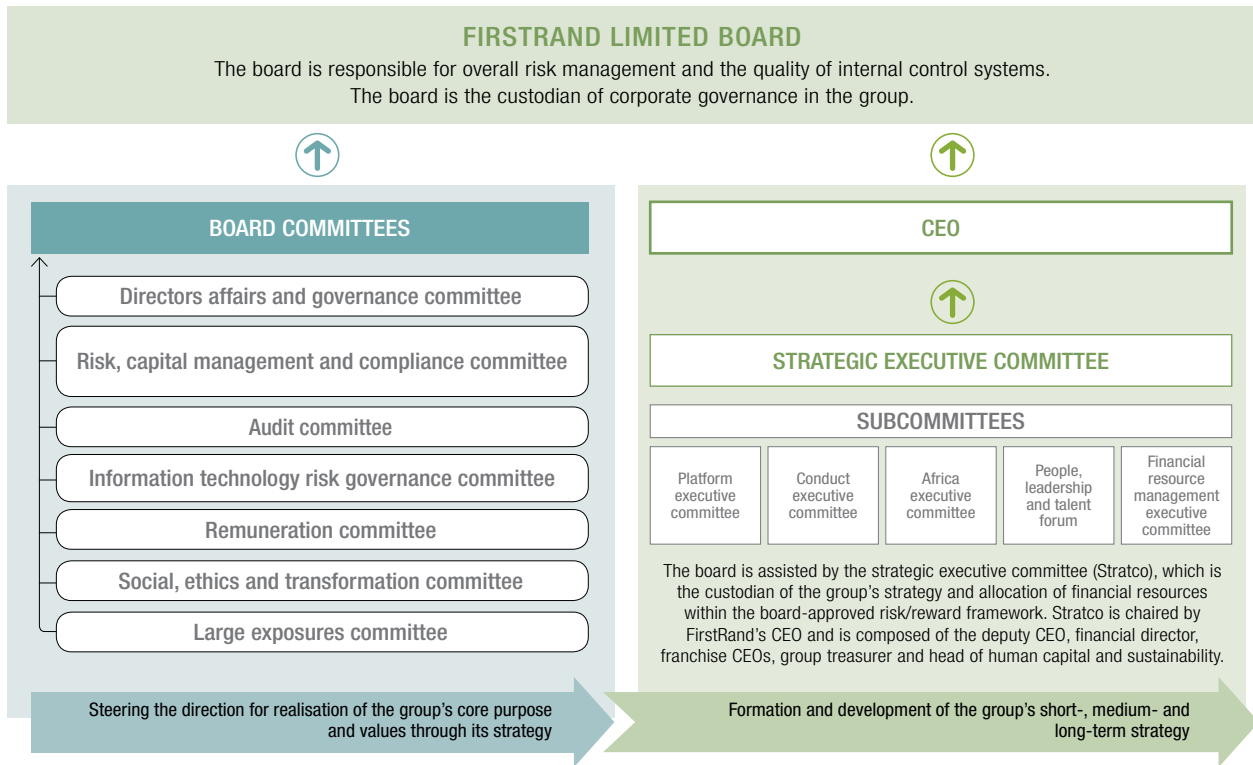 FIRSTRAND LIMITED BOARD
The board is responsible for overall risk management and the quality of internal control systems.
The board is the custodian of corporate governance in the group.
BOARD COMMITTEES
Directors affairs and governance committee
Risk, capital management and compliance committee
Audit committee
Information technology risk governance committee
Remuneration committee
Social, ethics and transformation committee
Large exposures committee
Steering the direction for realisation of the group's core purpose
and values through its strategy
CEO
STRATEGIC EXECUTIVE COMMITTEE
SUBCOMMITTEES
Platform
executive
committee
Conduct
executive
committee
Africa
executive
committee
People,
leadership
and talent
forum
Financial
resource
management
executive
committee
The board is assisted by the strategic executive committee (Stratco), which is
the custodian of the group's strategy and allocation of financial resources
within the board-approved risk/reward framework. Stratco is chaired by
FirstRand's CEO and is composed of the deputy CEO, financial director,
franchise CEOs, group treasurer and head of human capital and sustainability.
Formation and development of the group's short-, medium- and
long-term strategy